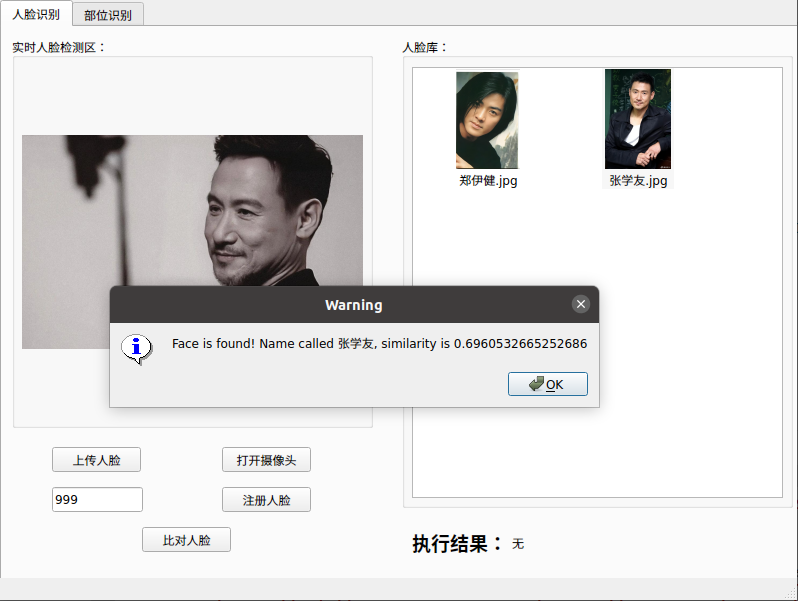 人脸识别
部位识别
实时人脸检测区：
人脸库：
郑伊健.jpg
张学友.jpg
Warning
Face is found! Name called 张学友, similarity is 0.6960532665252686
OK
上传人脸
打开摄像头
999
注册人脸
比对人脸
执行结果： 无